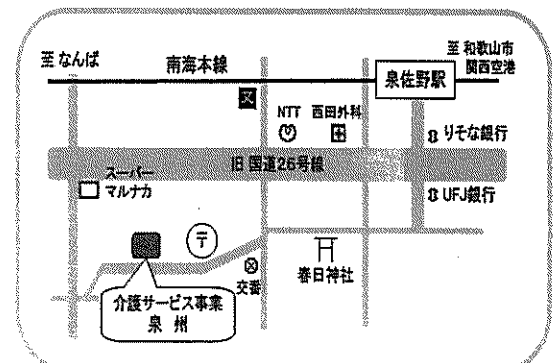 至 なんば
南海本線
至 和歌山市
関西空港
泉佐野駅
文
NTT
西田外科
りそな銀行
旧 国道26号線
スーパー
マルナカ
UFJ銀行
〒
交番
春日神社
介護サービス事業
泉 州